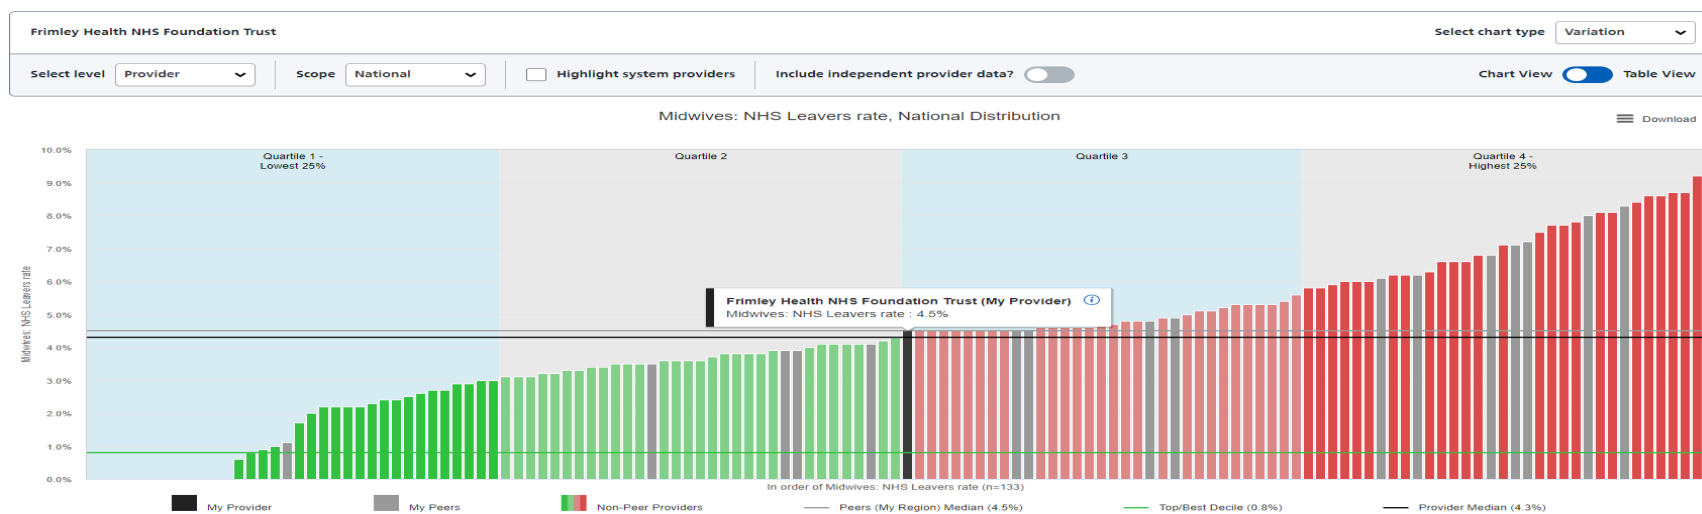 Frimley Health NHS Foundation Trust
Select chart type Variation
Select level Provider Scope National Highlight system providers Include independent provider data? Chart View Table View
Midwives: NHS Leavers rate, National Distribution
Download
Quartile 1 -
Lowest 25%
Quartile 2
Quartile 3
Quartile 4 -
Highest 25%
10.0%
9.0%
8.0%
7.0%
6.0%
5.0%
4.0%
3.0%
2.0%
1.0%
0.0%
Midwives: NHS Leavers rate
Frimley Health NHS Foundation Trust (My Provider) i
Midwives: NHS Leavers rate : 4.5%
In order of Midwives: NHS Leavers rate (n=133)
My Provider
My Peers
Non-Peer Providers
Peers (My Region) Median (4.5%)
Top/Best Decile (0.8%)
Provider Median (4.3%)